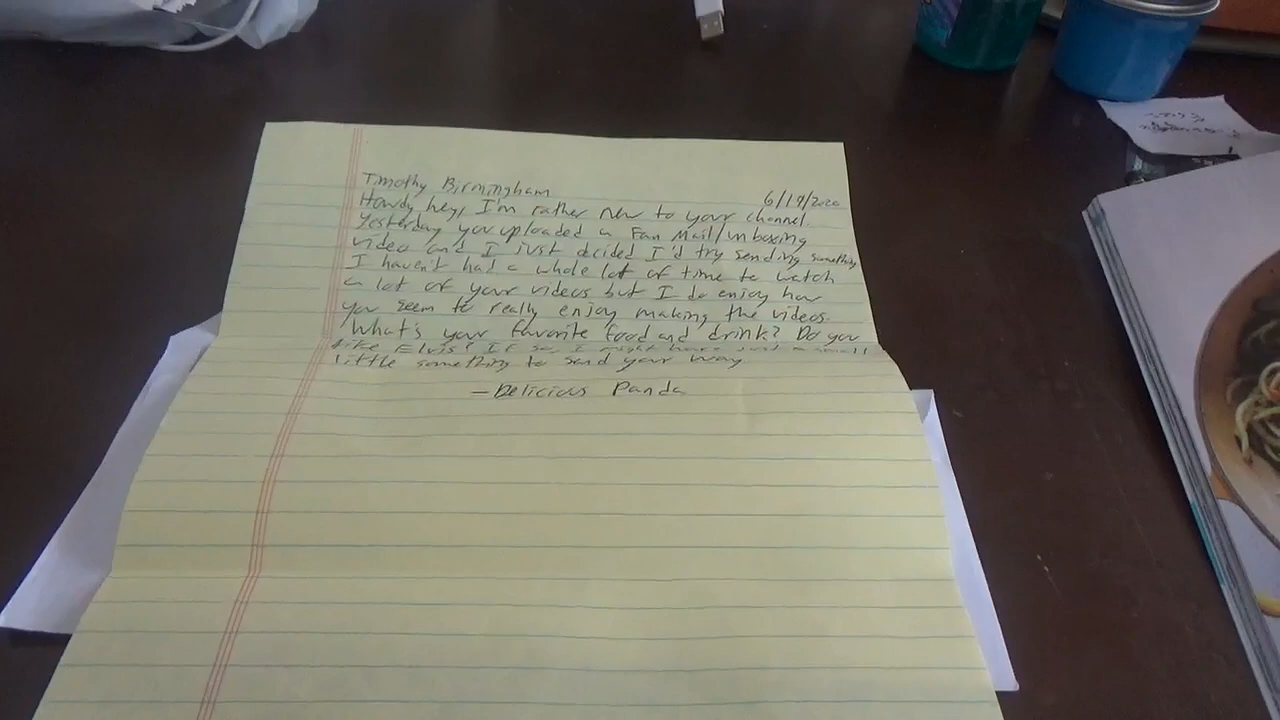 Timothy Birmingham
6/19/2020
Howdy hey, I'm rather new to your channel.
Yesterday you uploaded a Fan Mail/unboxing
video and I just decided I'd try sending something
I haven't had a whole lot of time to watch
a lot of your videos but I do enjoy how
you seem to really enjoy making the videos.
What's your favorite food and drink? Do you
like Elvis? If so, I might have just a small
little something to send your way
—Delicious Panda